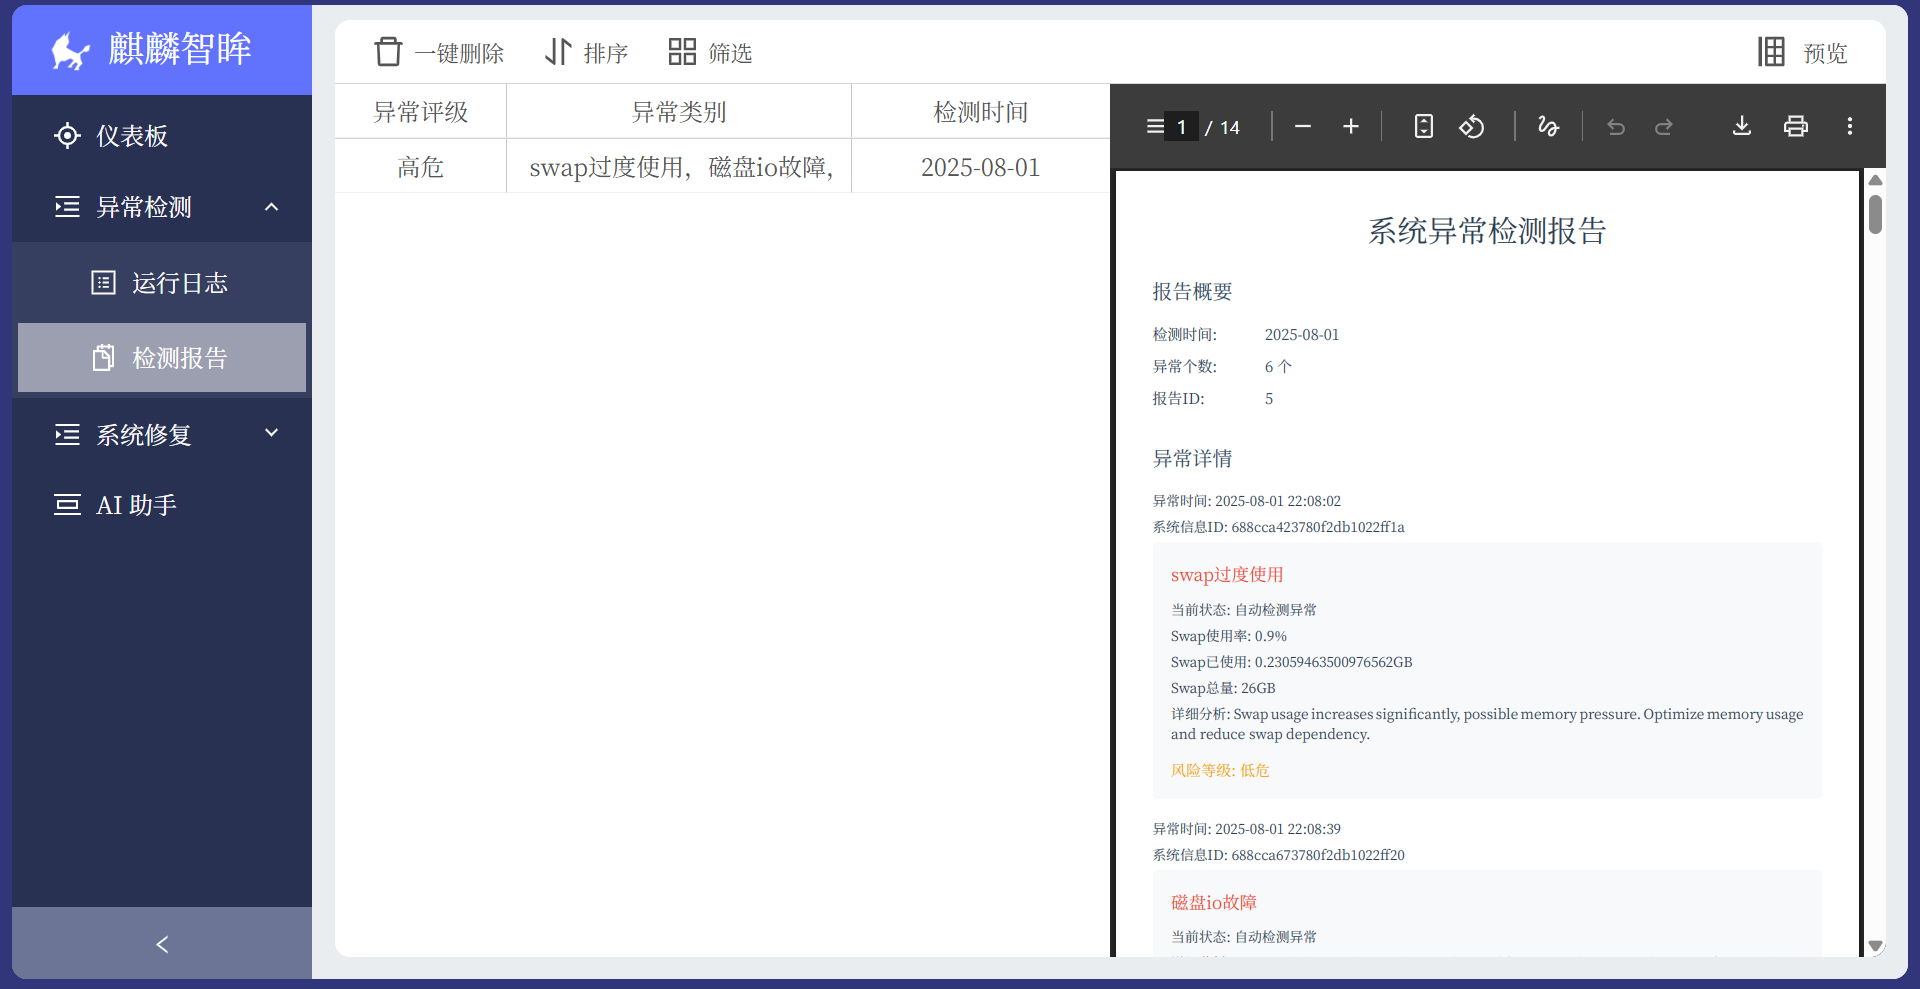 麒麟智眸
仪表板
异常检测
运行日志
检测报告
系统修复
AI 助手
一键删除
排序
筛选
预览
异常评级
异常类别
检测时间
高危
swap过度使用，磁盘io故障，
2025-08-01
1 / 14
系统异常检测报告
报告概要
检测时间: 2025-08-01
异常个数: 6 个
报告ID: 5
异常详情
异常时间: 2025-08-01 22:08:02
系统信息ID: 688cca423780f2db1022ff1a
swap过度使用
当前状态: 自动检测异常
Swap使用率: 0.9%
Swap已使用: 0.23059463500976562GB
Swap总量: 26GB
详细分析: Swap usage increases significantly, possible memory pressure. Optimize memory usage
and reduce swap dependency.
风险等级: 低危
异常时间: 2025-08-01 22:08:39
系统信息ID: 688cca673780f2db1022ff20
磁盘io故障
当前状态: 自动检测异常